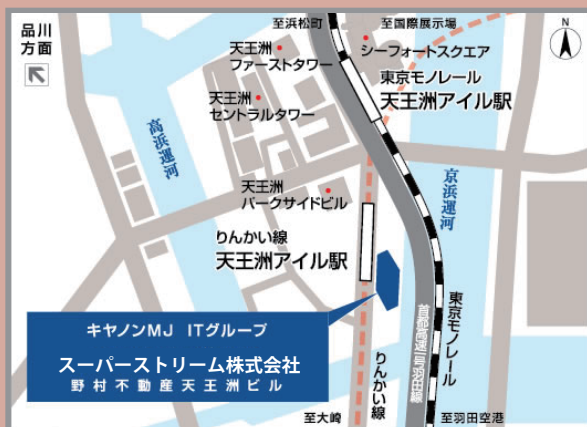 品川
方面
至浜松町
至国際展示場
N
天王洲
ファーストタワー
シーフォートスクエア
東京モノレール
天王洲アイル駅
天王洲
セントラルタワー
高浜運河
京浜運河
天王洲
パークサイドビル
りんかい線
天王洲アイル駅
キヤノンMJ ITグループ
スーパーストリーム株式会社
野村不動産天王洲ビル
首都高速一号羽田線
東京モノレール
りんかい線
至大崎
至羽田空港